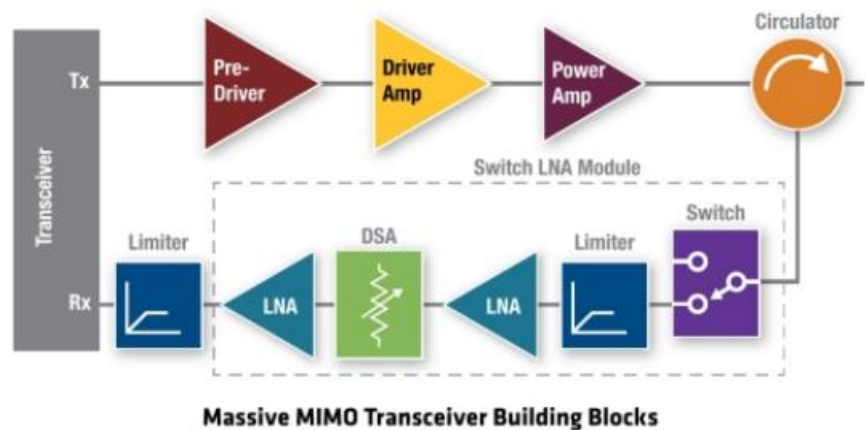 Circulator
Tx
Pre-
Driver
Driver
Amp
Power
Amp
Transceiver
Switch LNA Module
Limiter
DSA
Limiter
Switch
Rx
LNA
LNA
Massive MIMO Transceiver Building Blocks